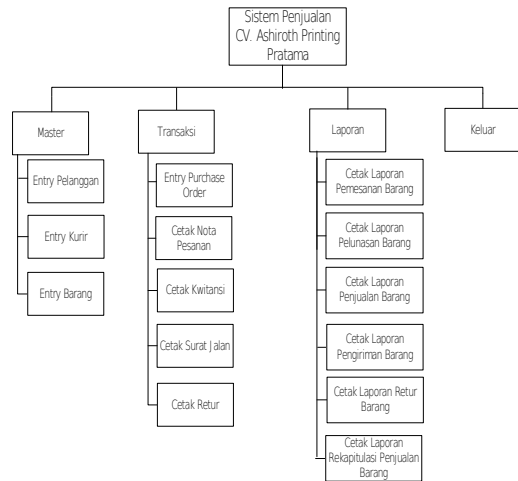 Sistem Penjualan
CV. Ashiroth Printing
Pratama
Master
Transaksi
Laporan
Keluar
Entry Pelanggan
Entry Kurir
Entry Barang
Entry Purchase
Order
Cetak Nota
Pesanan
Cetak Kwitansi
Cetak Surat Jalan
Cetak Retur
Cetak Laporan
Pemesanan Barang
Cetak Laporan
Pelunasan Barang
Cetak Laporan
Penjualan Barang
Cetak Laporan
Pengiriman Barang
Cetak Laporan Retur
Barang
Cetak Laporan
Rekapitulasi Penjualan
Barang